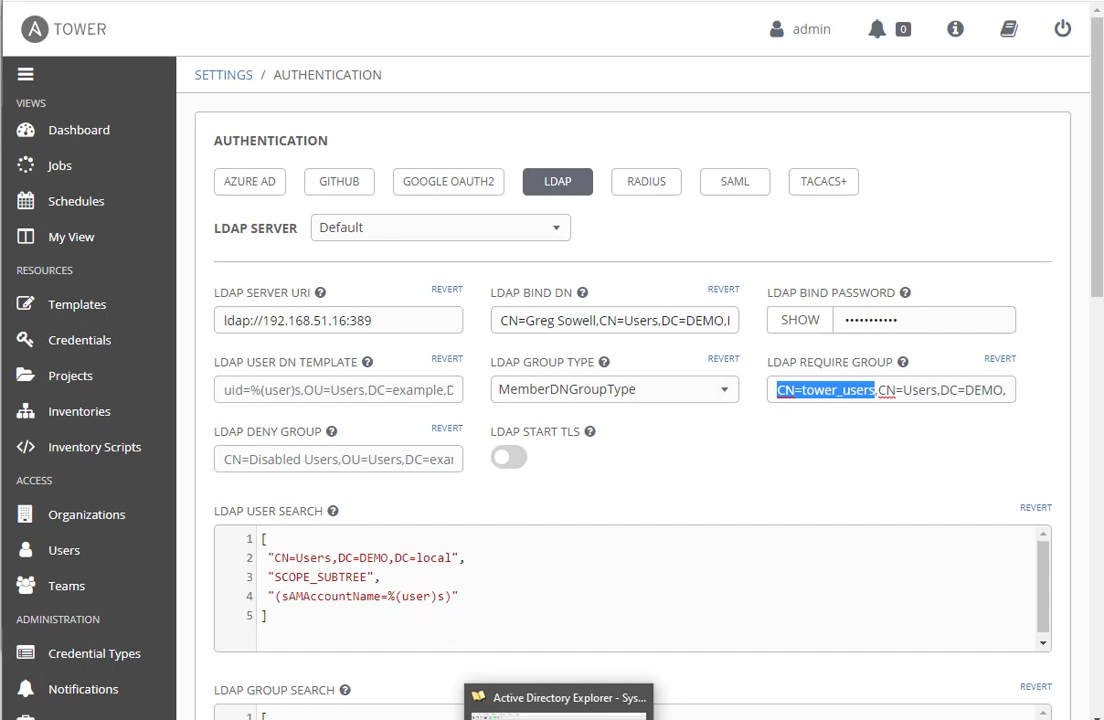 TOWER
admin
0
VIEWS
Dashboard
Jobs
Schedules
My View
RESOURCES
Templates
Credentials
Projects
Inventories
Inventory Scripts
ACCESS
Organizations
Users
Teams
ADMINISTRATION
Credential Types
Notifications
SETTINGS / AUTHENTICATION
AUTHENTICATION
AZURE AD GITHUB GOOGLE OAUTH2 LDAP RADIUS SAML TACACS+
LDAP SERVER Default
LDAP SERVER URI REVERT LDAP BIND DN REVERT LDAP BIND PASSWORD
ldap://192.168.51.16:389 CN=Greg Sowell,CN=Users,DC=DEMO, SHOW •••••••••••
LDAP USER DN TEMPLATE REVERT LDAP GROUP TYPE REVERT LDAP REQUIRE GROUP REVERT
uid=%(user)s,OU=Users,DC=example,D MemberDNGroupType CN=tower_users,CN=Users,DC=DEMO,
LDAP DENY GROUP REVERT LDAP START TLS
CN=Disabled Users,OU=Users,DC=exar
LDAP USER SEARCH REVERT
1 [
2 "CN=Users,DC=DEMO,DC=local",
3 "SCOPE_SUBTREE",
4 "(sAMAccountName=%(user)s)"
5 ]
LDAP GROUP SEARCH REVERT
1 [
Active Directory Explorer - Sys...